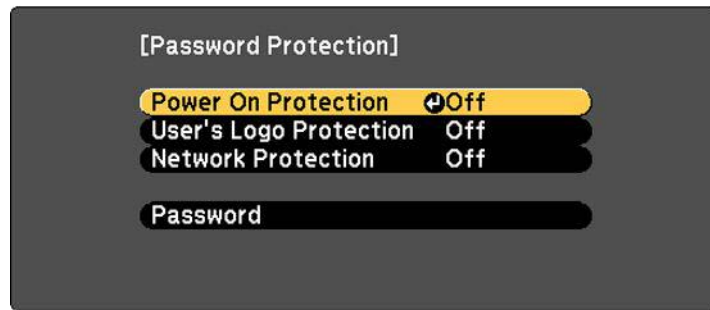 [Password Protection]
Power On Protection Off
User's Logo Protection Off
Network Protection Off
Password